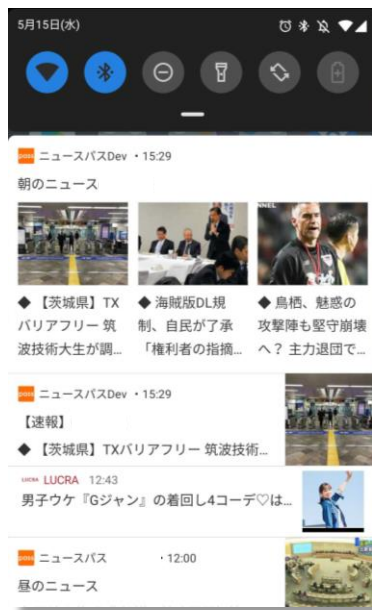 5月15日(水)
pass ニュースパスDev ・15:29
朝のニュース
◆ 【茨城県】TX
バリアフリー 筑
波技術大生が調...
◆ 海賊版DL規
制、自民が了承
「権利者の指摘...
NNEL
◆ 鳥栖、魅惑の
攻撃陣も堅守崩壊
へ？ 主力退団で...
pass ニュースパスDev ・15:29
【速報】
◆ 【茨城県】TXバリアフリー 筑波技術...
LUCRA LUCRA 12:43
男子ウケ『Gジャン』の着回し4コーデ♡は...
pass ニュースパス ・12:00
昼のニュース